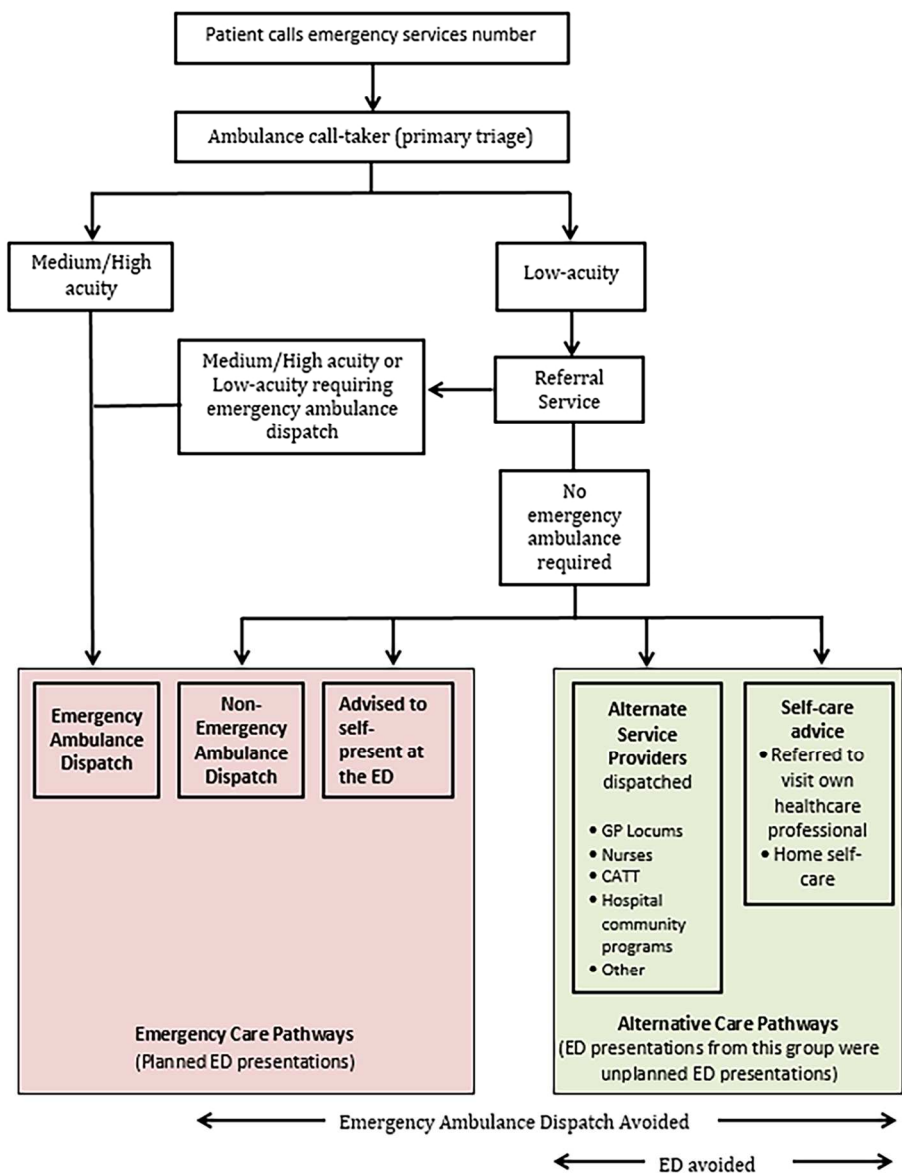 Patient calls emergency services number
Ambulance call-taker (primary triage)
Medium/High
acuity
Low-acuity
Medium/High acuity or
Low-acuity requiring
emergency ambulance
dispatch
Referral
Service
No
emergency
ambulance
required
Emergency
Ambulance
Dispatch
Non-
Emergency
Ambulance
Dispatch
Advised to
self-
present at
the ED
Alternate
Service
Providers
dispatched
• GP Locums
• Nurses
• CATT
• Hospital
community
programs
• Other
Self-care
advice
• Referred to
visit own
healthcare
professional
• Home self-
care
Emergency Care Pathways
(Planned ED presentations)
Alternative Care Pathways
(ED presentations from this group were
unplanned ED presentations)
Emergency Ambulance Dispatch Avoided
ED avoided